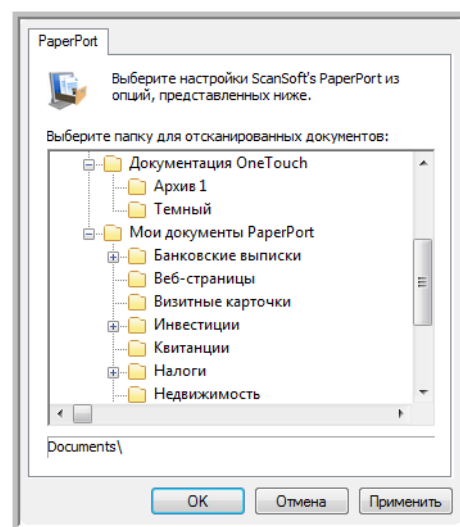 PaperPort
Выберите настройки ScanSoft's PaperPort из
опций, представленных ниже.
Выберите папку для отсканированных документов:
Документация OneTouch
Архив 1
Темный
Мои документы PaperPort
Банковские выписки
Веб-страницы
Визитные карточки
Инвестиции
Квитанции
Налоги
Недвижимость
Documents\
OK
Отмена
Применить